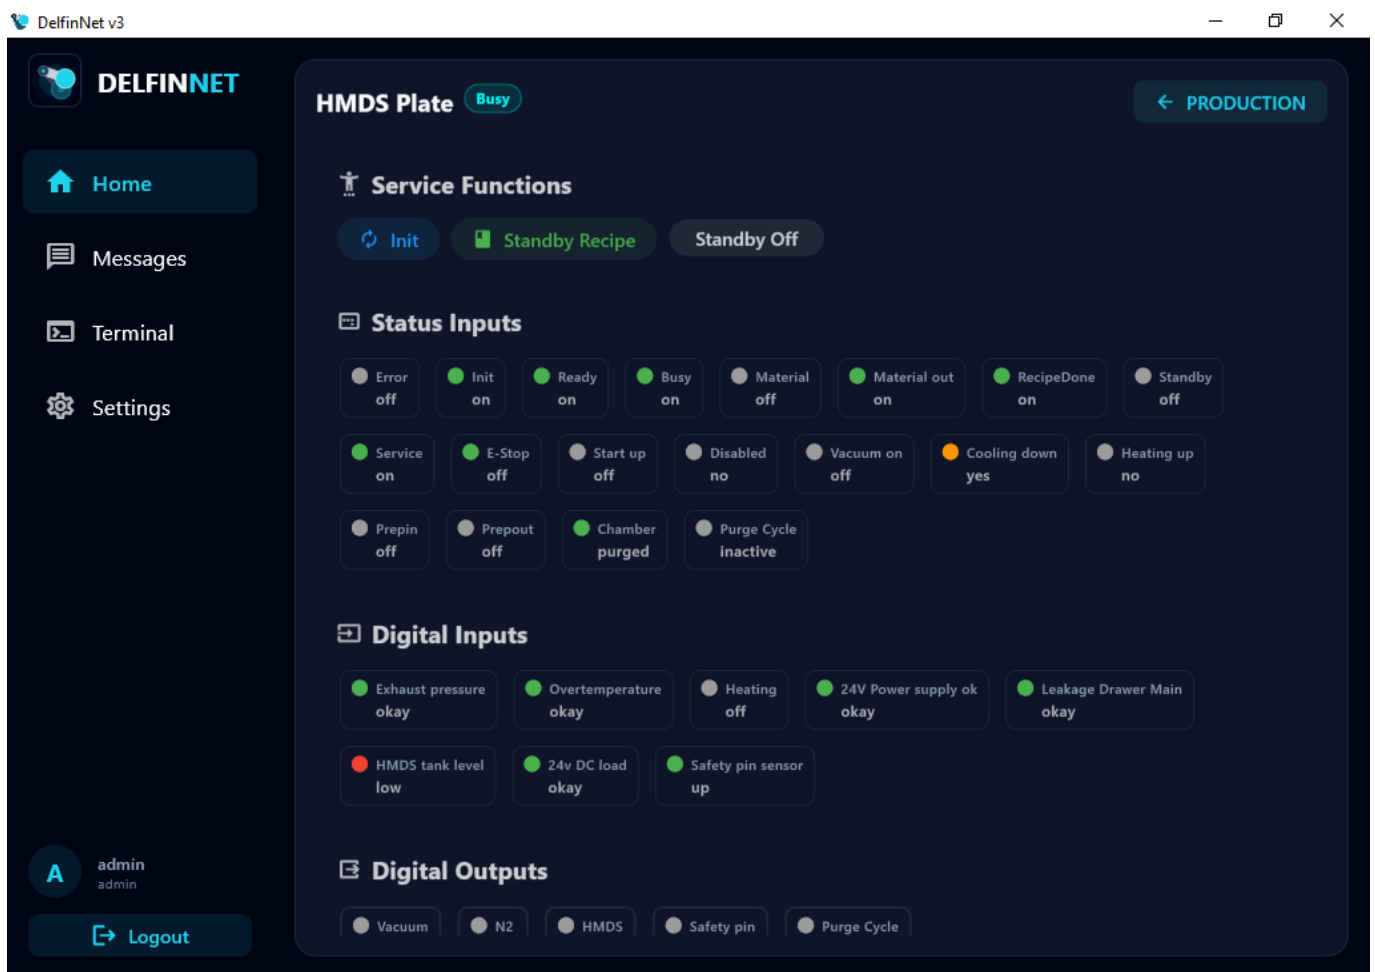 DelfinNet v3
DELFINNET
Home
Messages
Terminal
Settings
A
admin
admin
Logout
HMDS Plate Busy
PRODUCTION
Service Functions
Init Standby Recipe Standby Off
Status Inputs
Error Init Ready Busy Material Material out RecipeDone Standby
off on on on off on on off
Service E-Stop Start up Disabled Vacuum on Cooling down Heating up
on off off no off yes no
Prepin Prepout Chamber Purge Cycle
off off purged inactive
Digital Inputs
Exhaust pressure Overtemperature Heating 24V Power supply ok Leakage Drawer Main
okay okay off okay okay
HMDS tank level 24v DC load Safety pin sensor
low okay up
Digital Outputs
Vacuum N2 HMDS Safety pin Purge Cycle